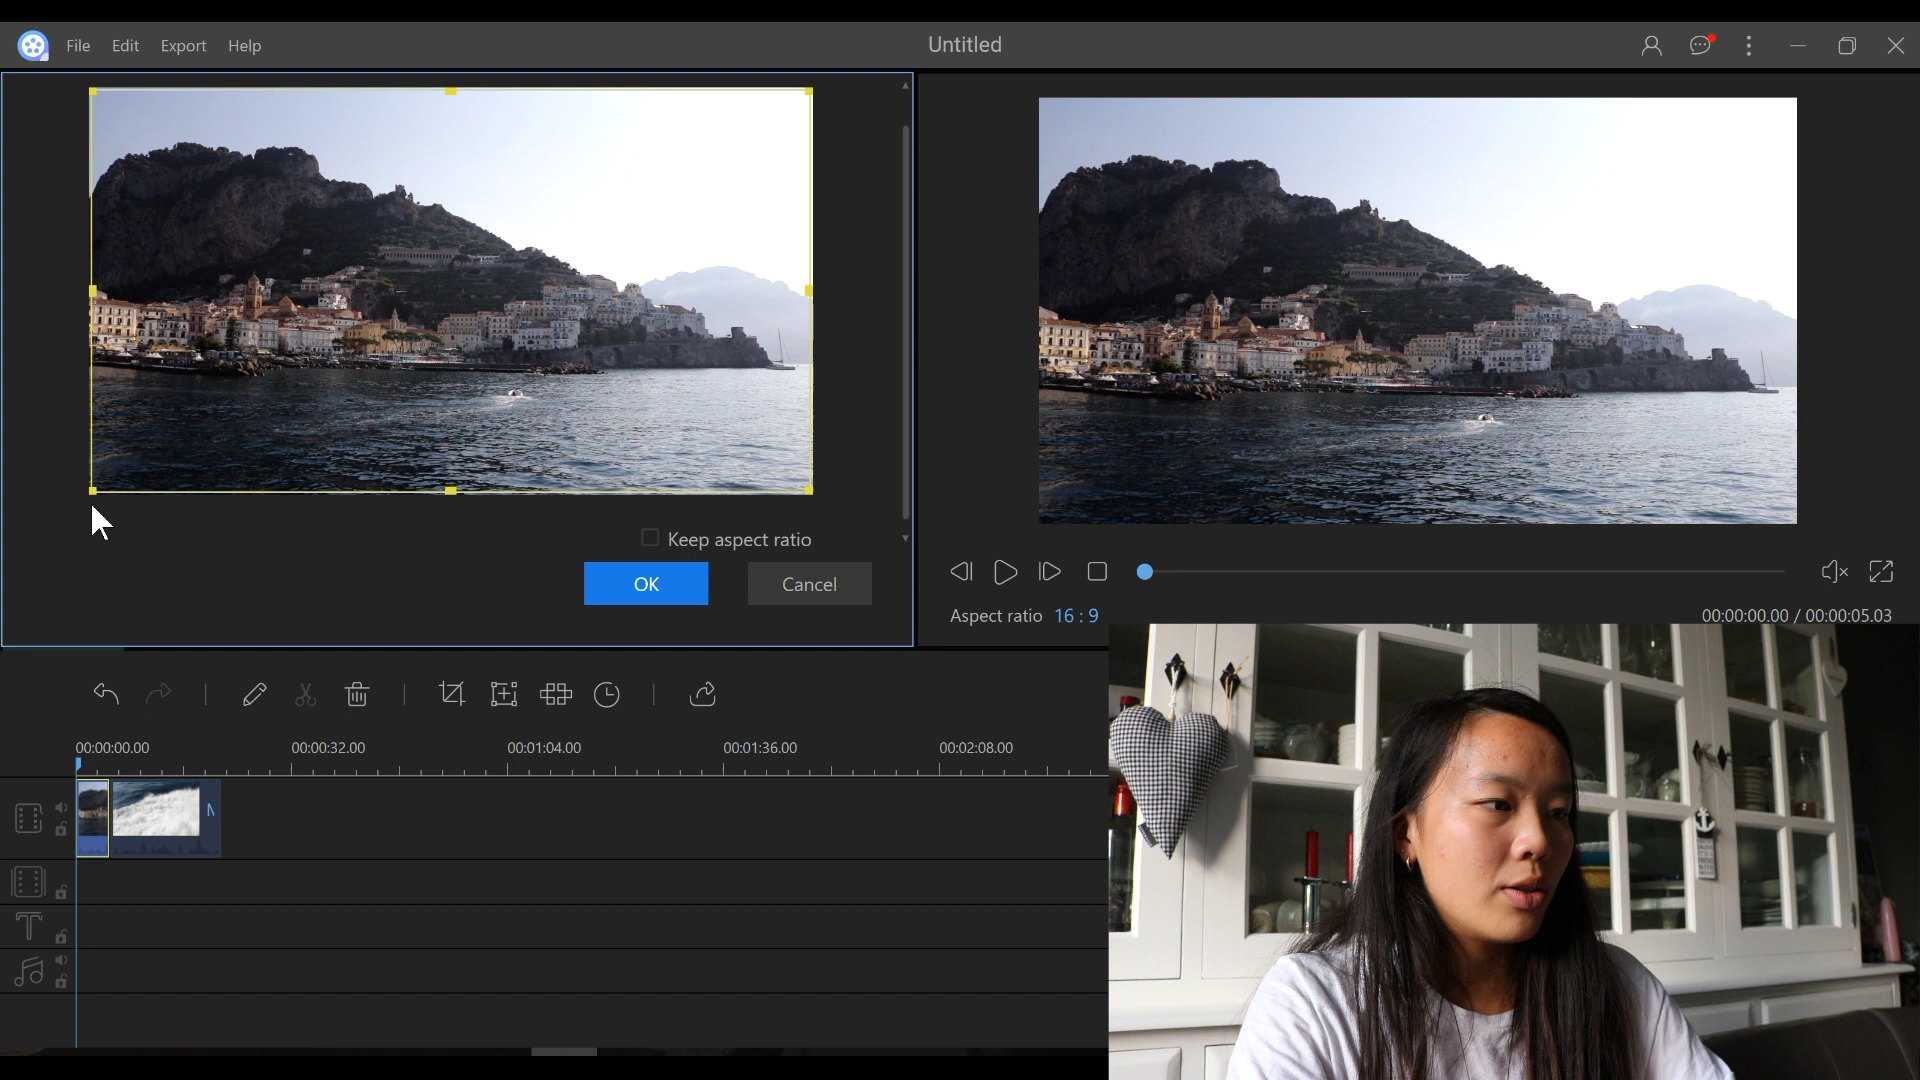 File Edit Export Help
Untitled
Keep aspect ratio
OK Cancel
Aspect ratio 16 : 9
00:00:00.00 / 00:00:05.03
00:00:00.00 00:00:32.00 00:01:04.00 00:01:36.00 00:02:08.00